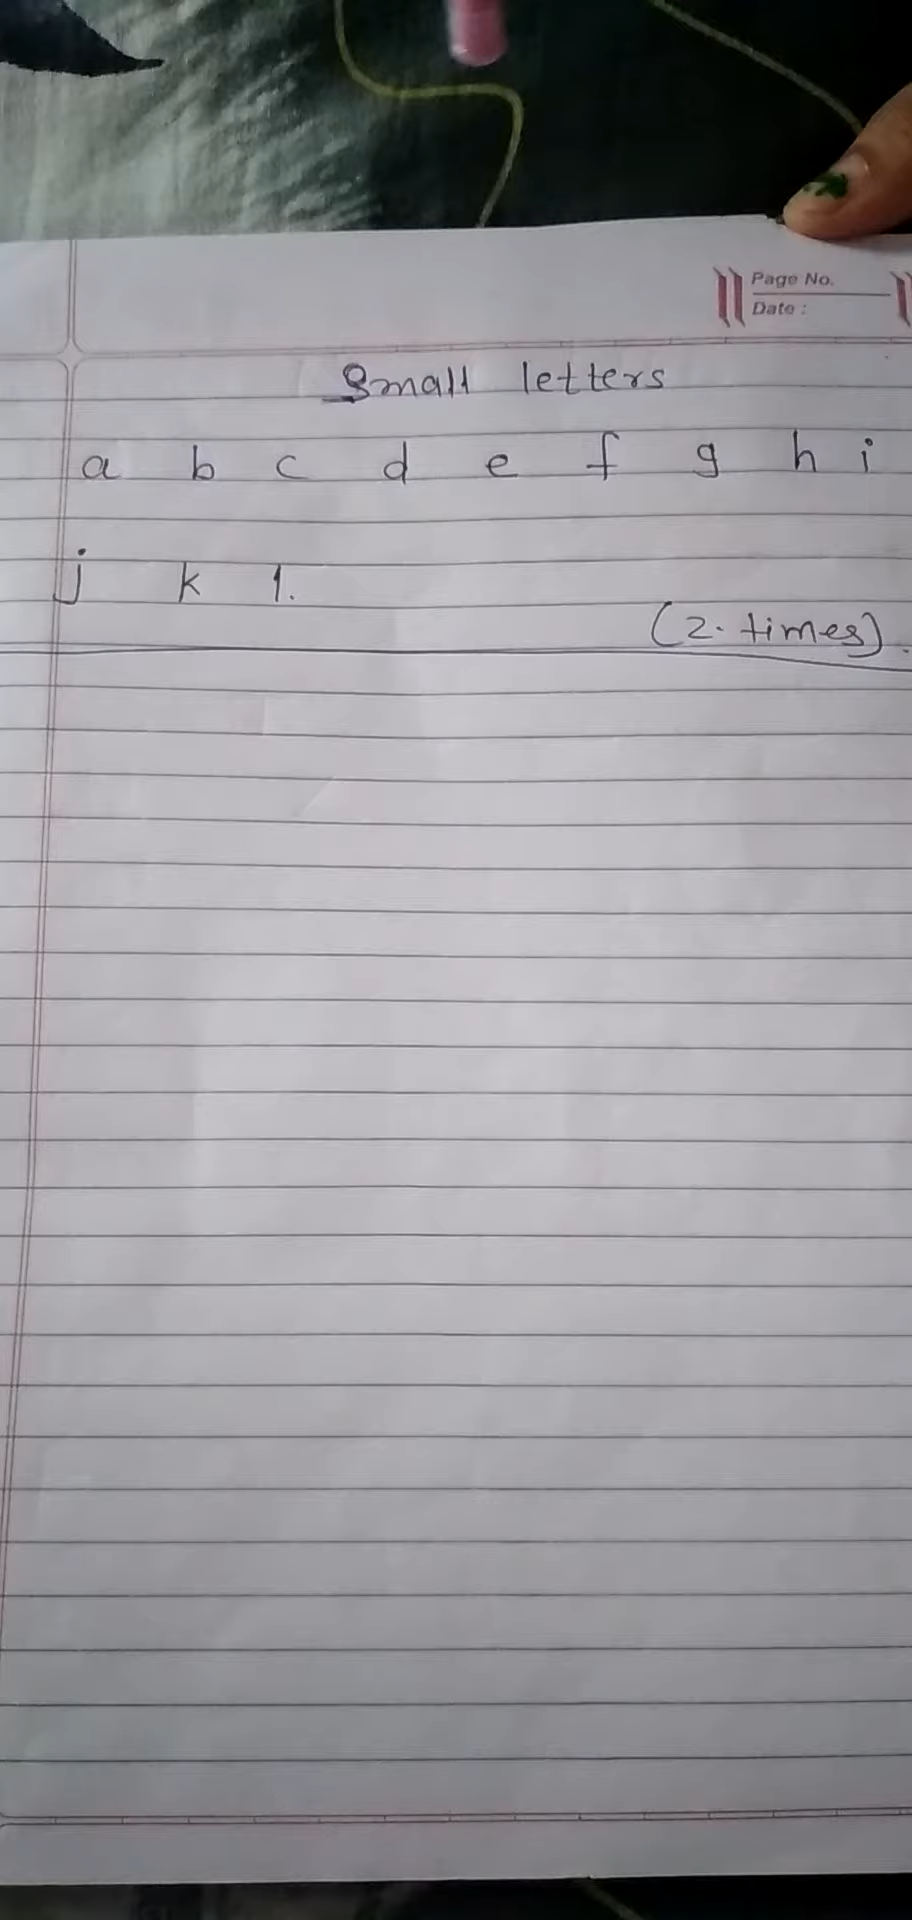 Page No.
Date :
Small letters
a b c d e f g h i
j k l.
(2. times).